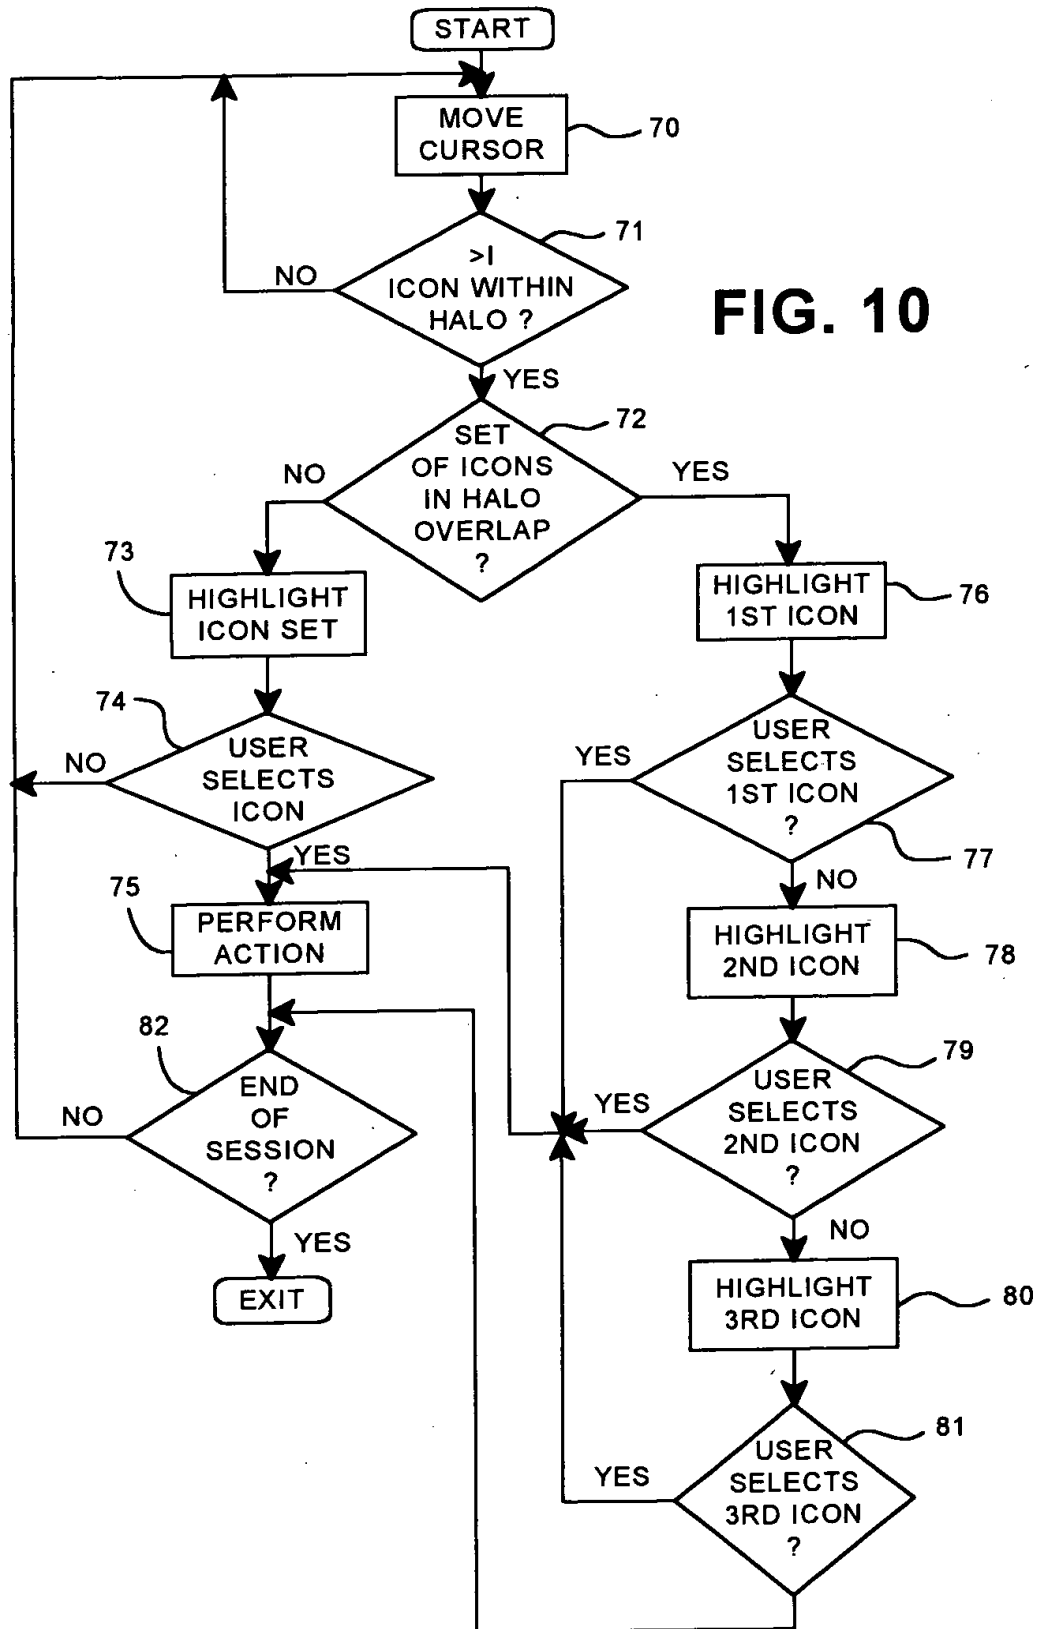 START
MOVE
CURSOR
70
71
>I
ICON WITHIN
HALO ?
NO
FIG. 10
YES
72
SET
OF ICONS
IN HALO
OVERLAP
?
NO
YES
73
HIGHLIGHT
ICON SET
HIGHLIGHT
1ST ICON
76
74
USER
SELECTS
ICON
NO
YES
USER
SELECTS
1ST ICON
?
YES
77
NO
75
PERFORM
ACTION
HIGHLIGHT
2ND ICON
78
82
END
OF
SESSION
?
NO
YES
79
USER
SELECTS
2ND ICON
?
YES
NO
EXIT
HIGHLIGHT
3RD ICON
80
81
USER
SELECTS
3RD ICON
?
YES